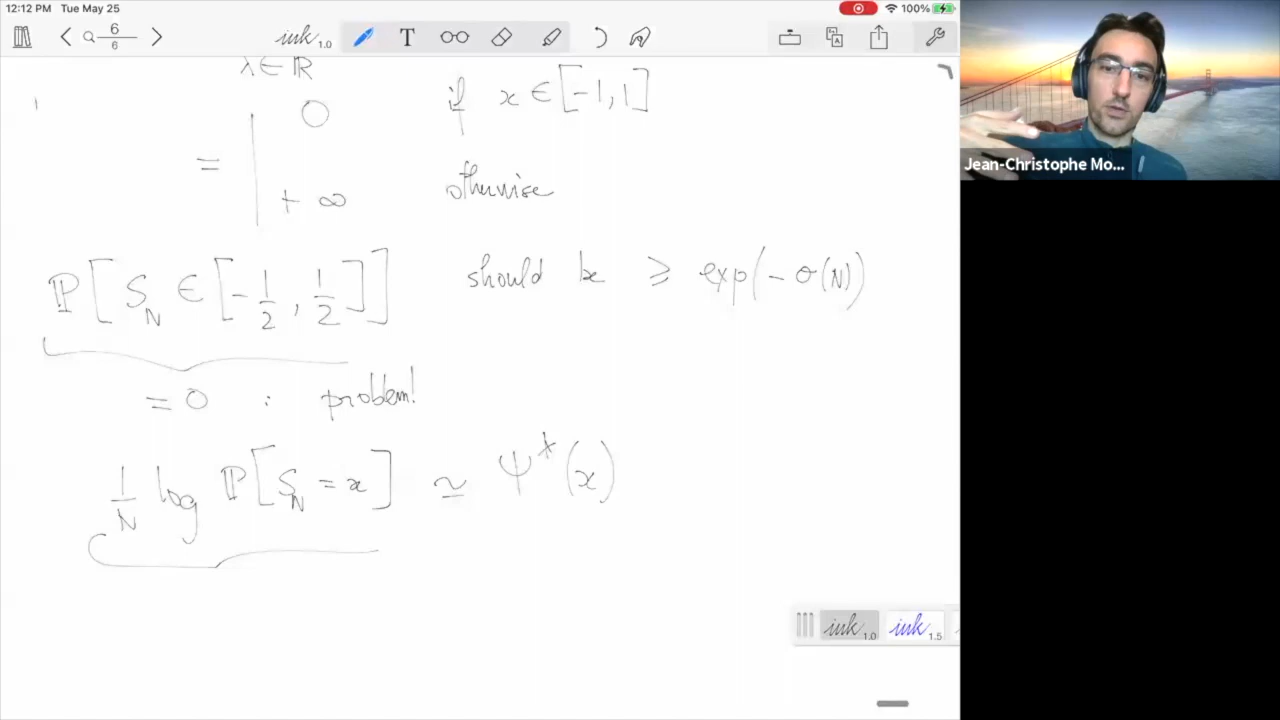 12:12 PM Tue May 25
100%
6
6
ink 1.0
T
λ ∈ ℝ
0 if x ∈ [-1, 1]
=
+ ∞ otherwise
ℙ[S_N ∈ [-1/2, 1/2]] should be ≥ exp(-o(N))
= 0 : problem!
1/N log ℙ[S_N = x] ≃ Ψ*(x)
ink 1.0 ink 1.5
Jean-Christophe Mo...